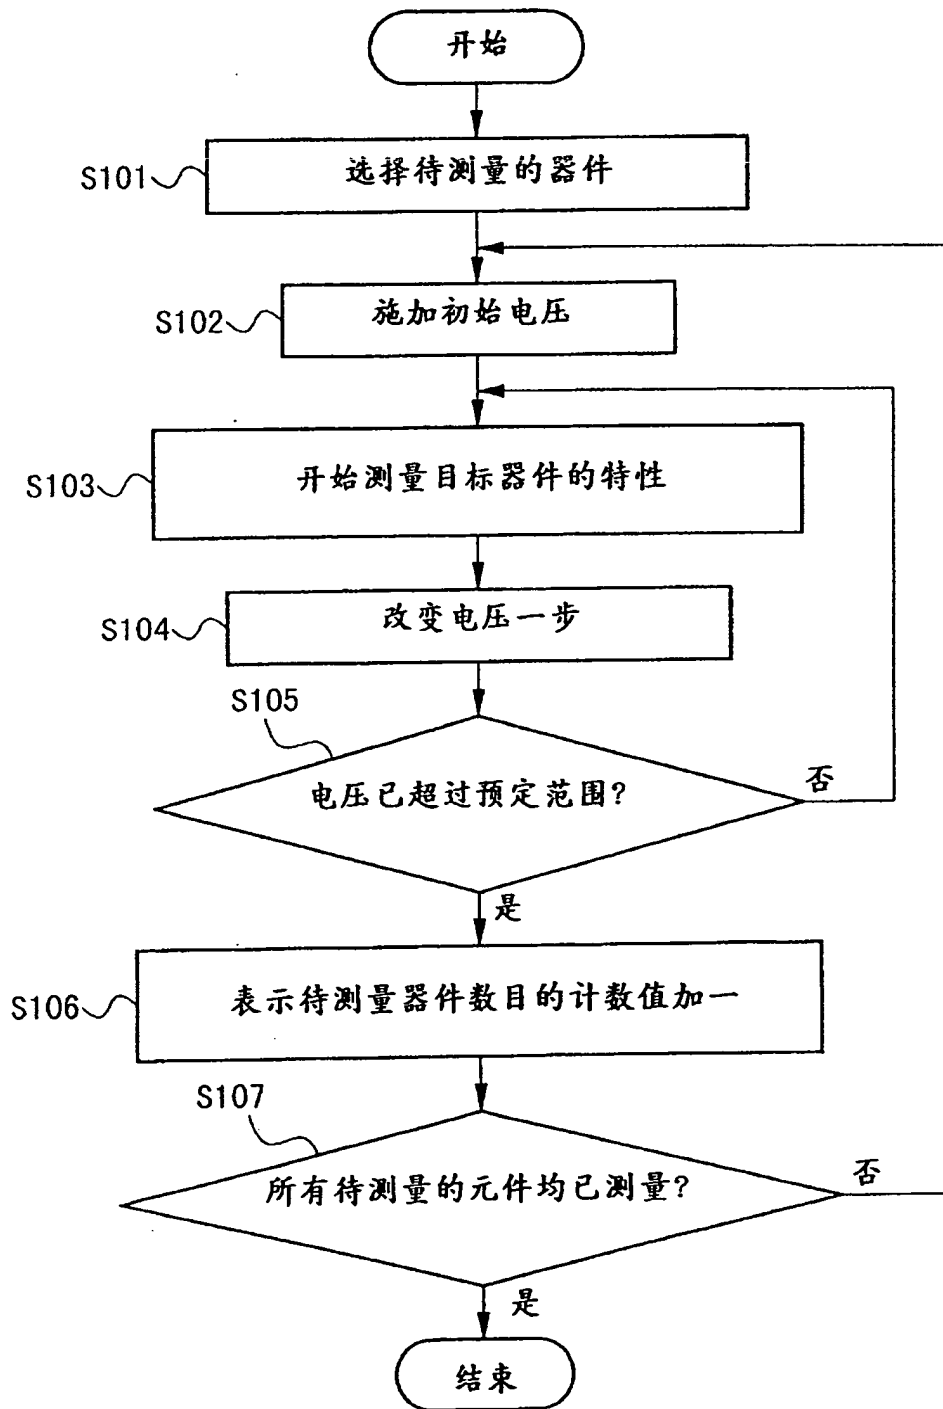 开始
S101
选择待测量的器件
S102
施加初始电压
S103
开始测量目标器件的特性
S104
改变电压一步
S105
电压已超过预定范围?
否
是
S106
表示待测量器件数目的计数值加一
S107
所有待测量的元件均已测量?
否
是
结束